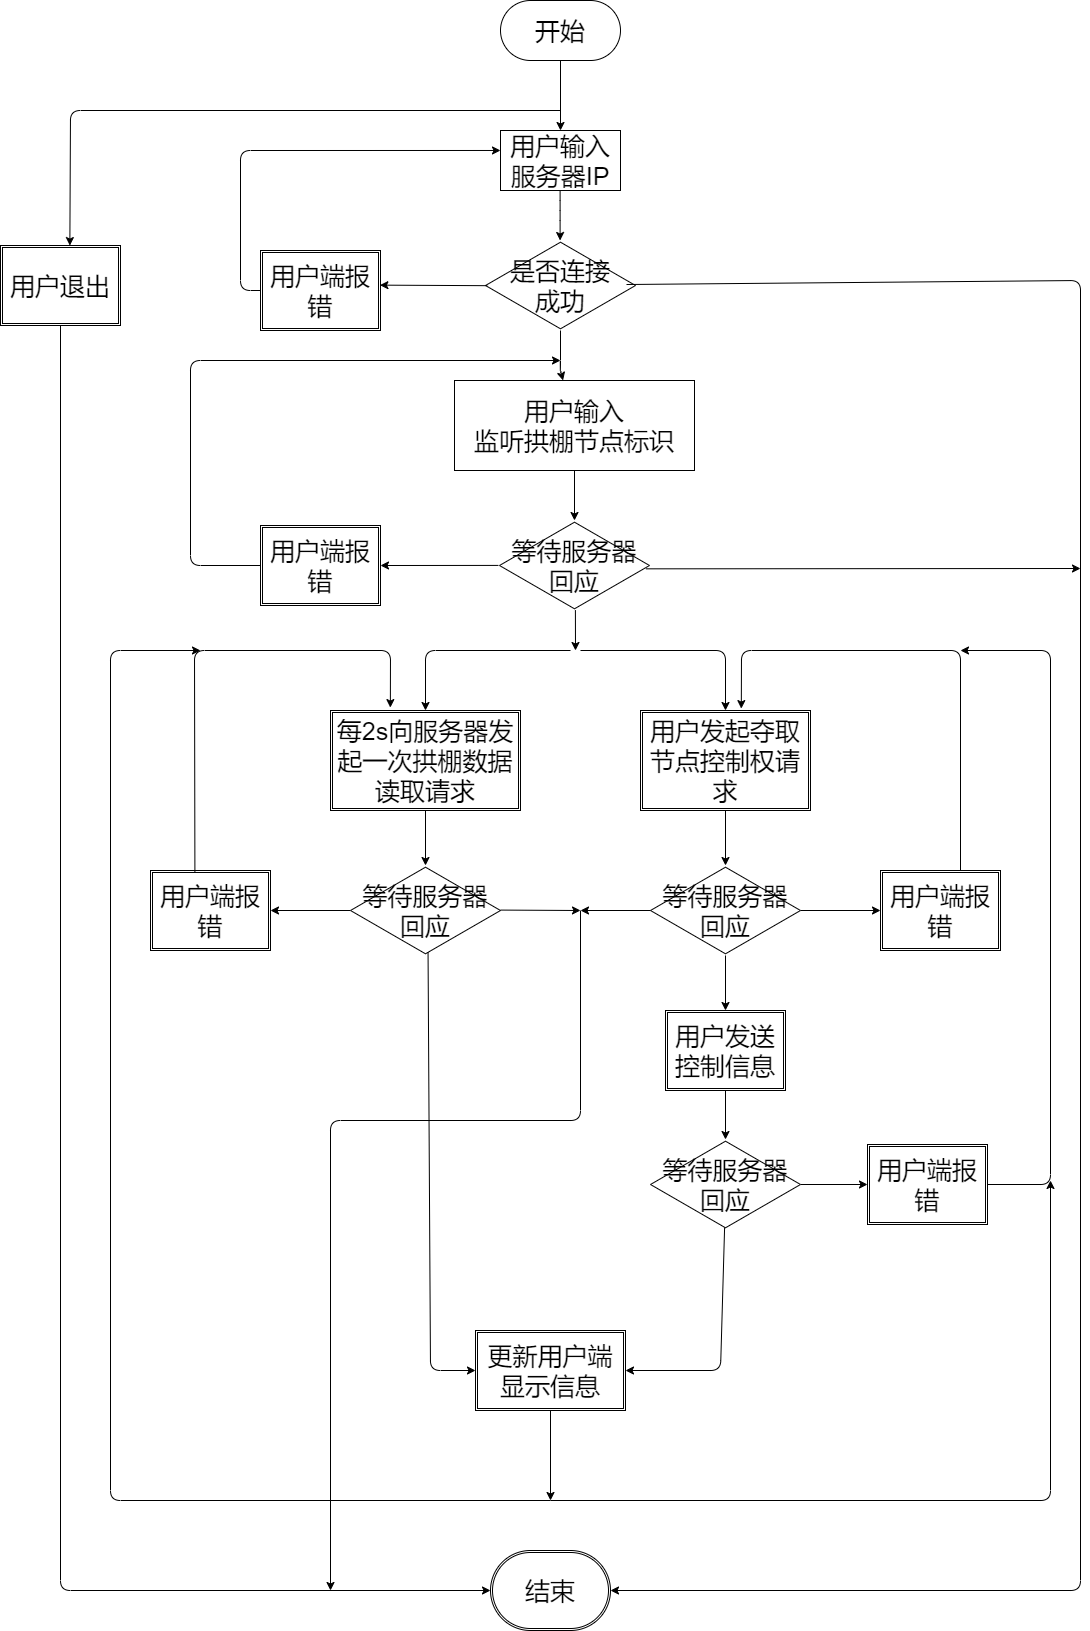 开始
用户输入
服务器IP
用户退出
用户端报
错
是否连接
成功
用户输入
监听拱棚节点标识
用户端报
错
等待服务器
回应
每2s向服务器发
起一次拱棚数据
读取请求
用户发起夺取
节点控制权请
求
用户端报
错
等待服务器
回应
等待服务器
回应
用户端报
错
用户发送
控制信息
等待服务器
回应
用户端报
错
更新用户端
显示信息
结束